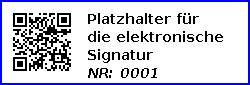 Platzhalter für
die elektronische
Signatur
NR: 0001